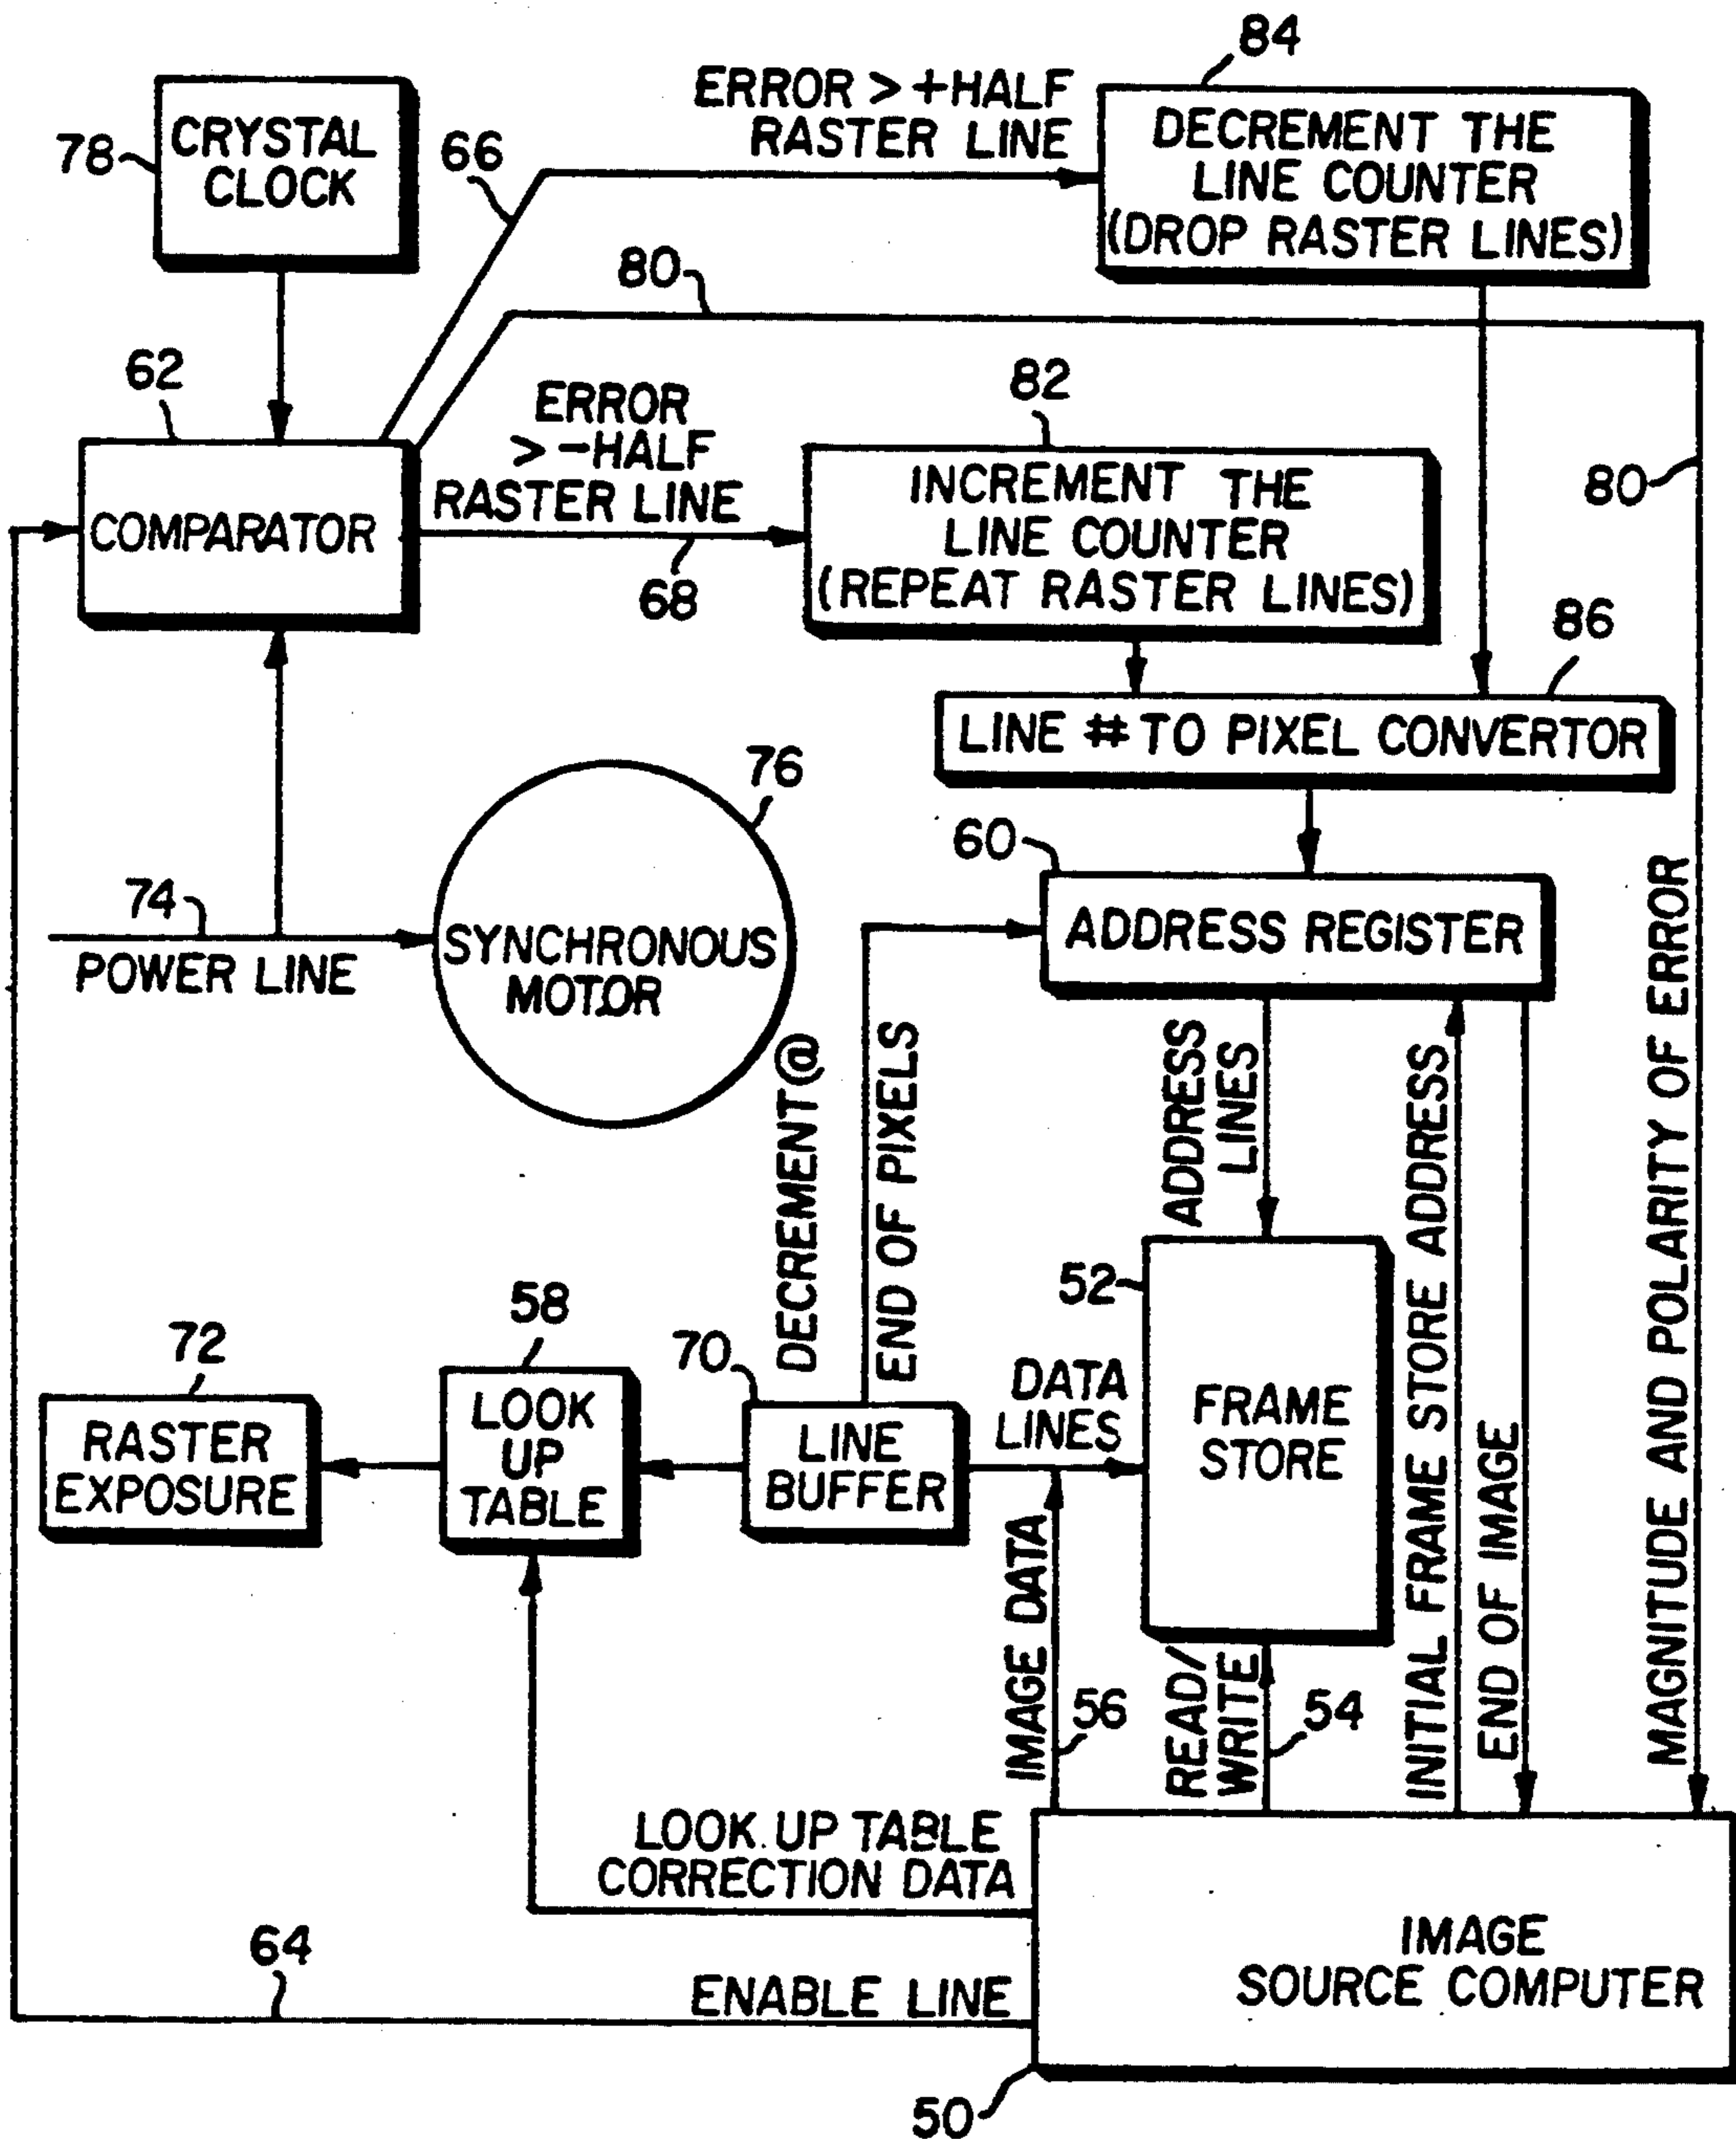 84
ERROR > +HALF
RASTER LINE
DECREMENT THE
LINE COUNTER
(DROP RASTER LINES)
78
CRYSTAL
CLOCK
66
80
62
COMPARATOR
ERROR
> -HALF
RASTER LINE
68
82
INCREMENT THE
LINE COUNTER
(REPEAT RASTER LINES)
80
86
LINE # TO PIXEL CONVERTOR
76
SYNCHRONOUS
MOTOR
74
POWER LINE
60
ADDRESS REGISTER
DECREMENT@
END OF PIXELS
ADDRESS
LINES
INITIAL FRAME STORE ADDRESS
END OF IMAGE
MAGNITUDE AND POLARITY OF ERROR
52
FRAME
STORE
72
RASTER
EXPOSURE
58
LOOK
UP
TABLE
70
LINE
BUFFER
DATA
LINES
IMAGE DATA
56
READ/
WRITE
54
LOOK UP TABLE
CORRECTION DATA
64
ENABLE LINE
IMAGE
SOURCE COMPUTER
50